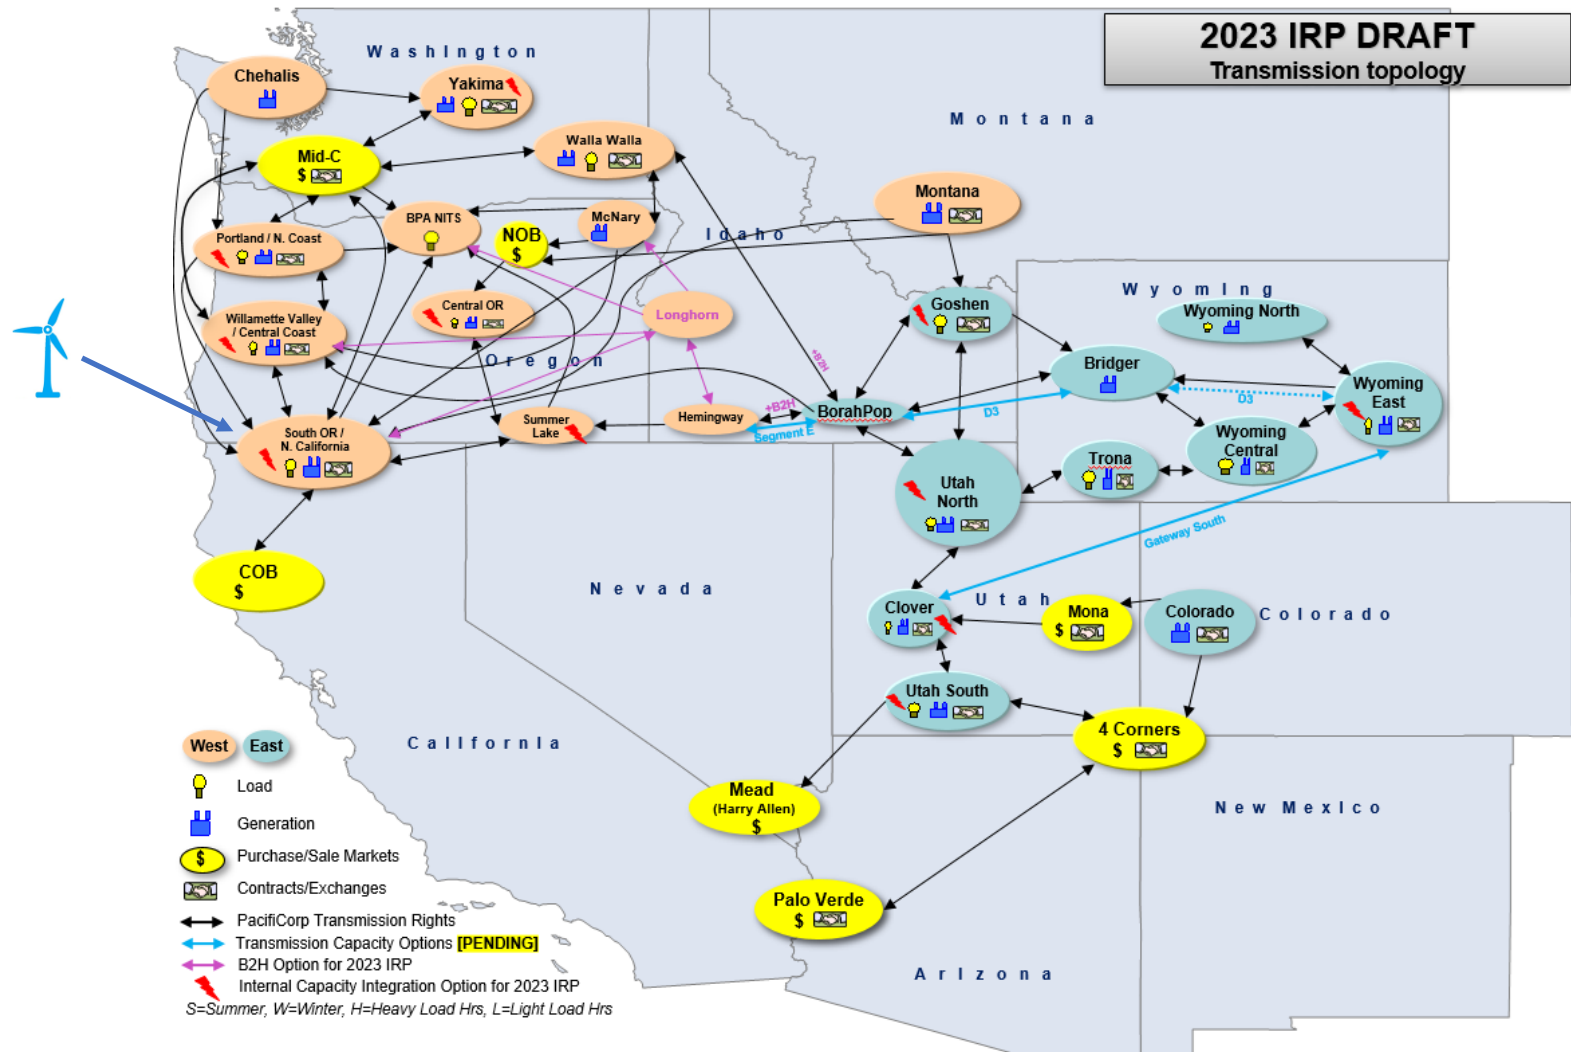 2023 IRP DRAFT
Transmission topology
Washington
Chehalis
Yakima
Montana
Mid-C
$
Walla Walla
Montana
BPA NITS
McNary
NOB
$
Idaho
Portland / N. Coast
Central OR
Longhorn
Goshen
Wyoming
Wyoming North
Willamette Valley
/ Central Coast
Oregon
+B2H
Bridger
Wyoming
East
D3
D3
+B2H
BorahPop
Hemingway
Segment E
Summer
Lake
South OR /
N. California
Wyoming
Central
Trona
Utah
North
Gateway South
COB
$
Nevada
Clover
Utah
Mona
$
Colorado
Colorado
Utah South
4 Corners
$
California
West
East
Load
Generation
$
Purchase/Sale Markets
Contracts/Exchanges
PacifiCorp Transmission Rights
Transmission Capacity Options [PENDING]
B2H Option for 2023 IRP
Internal Capacity Integration Option for 2023 IRP
S=Summer, W=Winter, H=Heavy Load Hrs, L=Light Load Hrs
Mead
(Harry Allen)
$
New Mexico
Palo Verde
$
Arizona